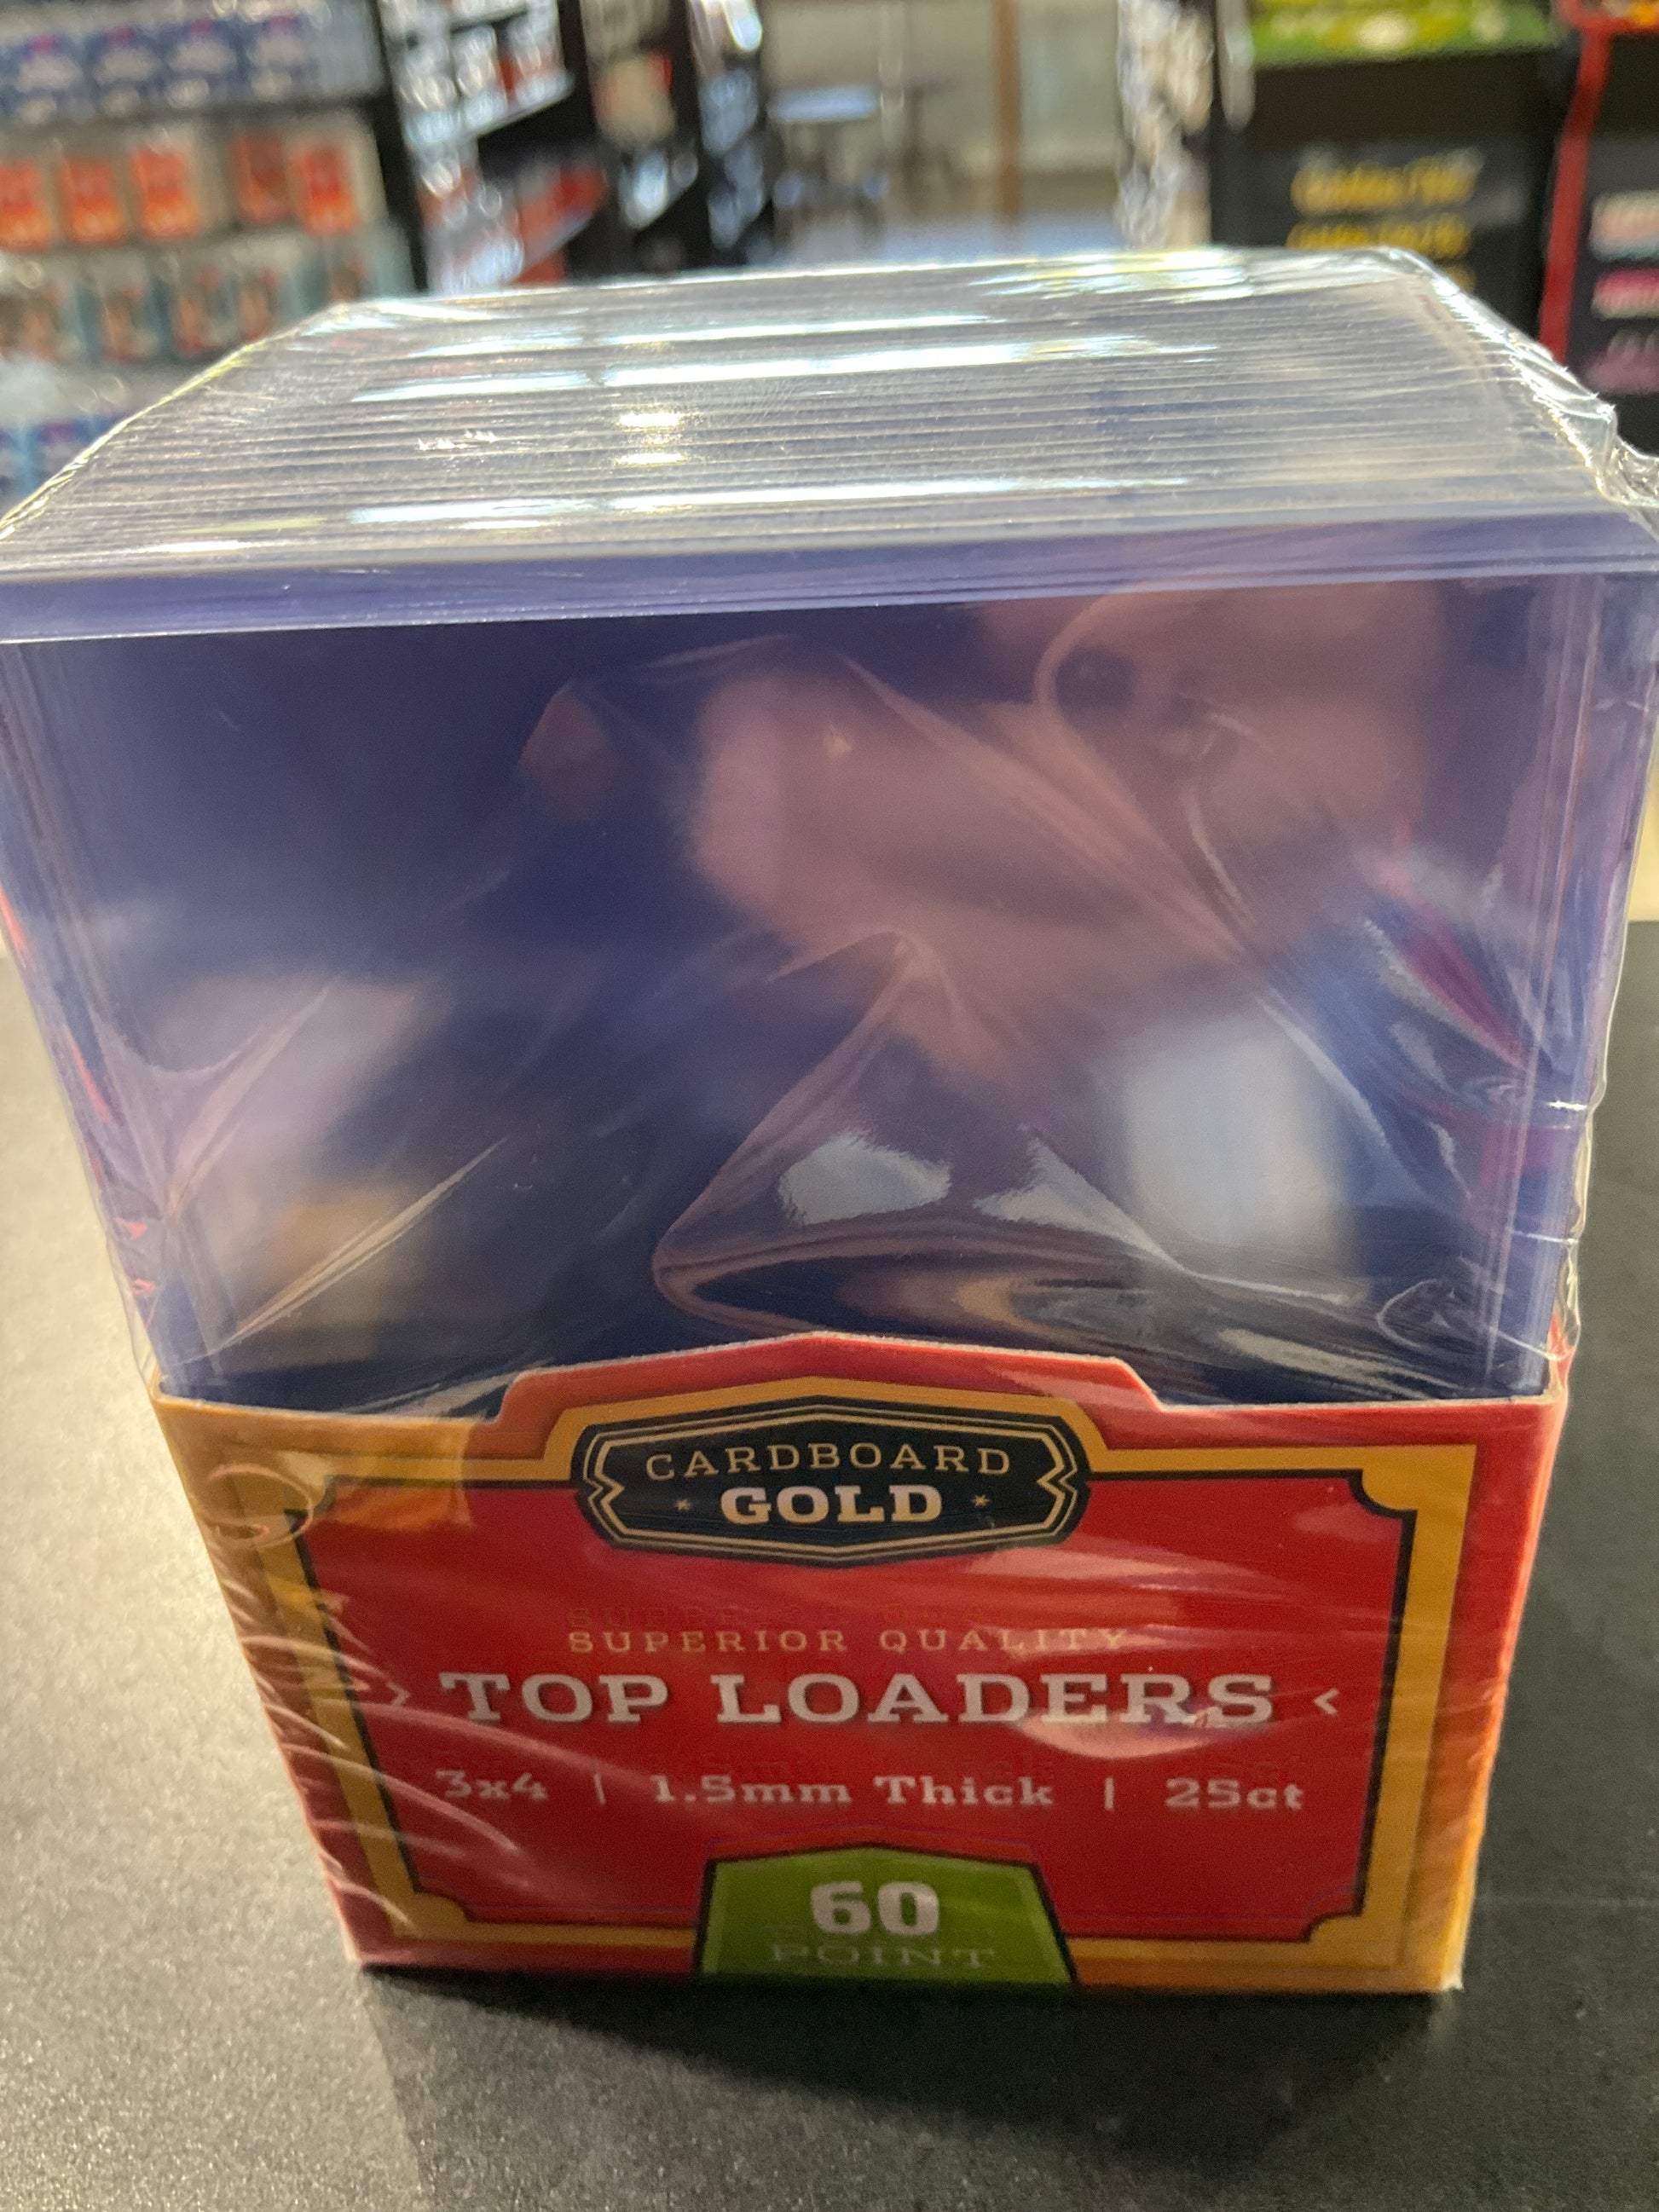 CARDBOARD
GOLD
SUPERIOR QUALITY
> TOP LOADERS <
3x4 | 1.5mm Thick | 25ct
60
POINT